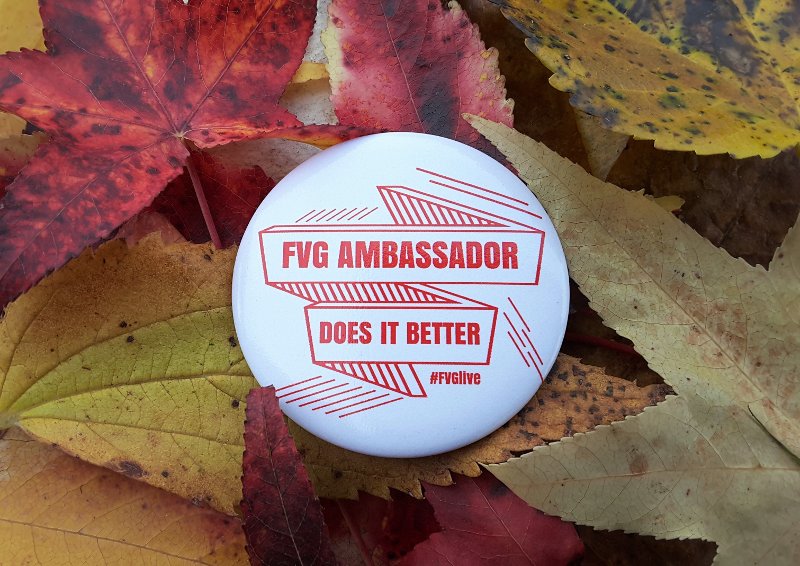 FVG AMBASSADOR
DOES IT BETTER
#FVGlive